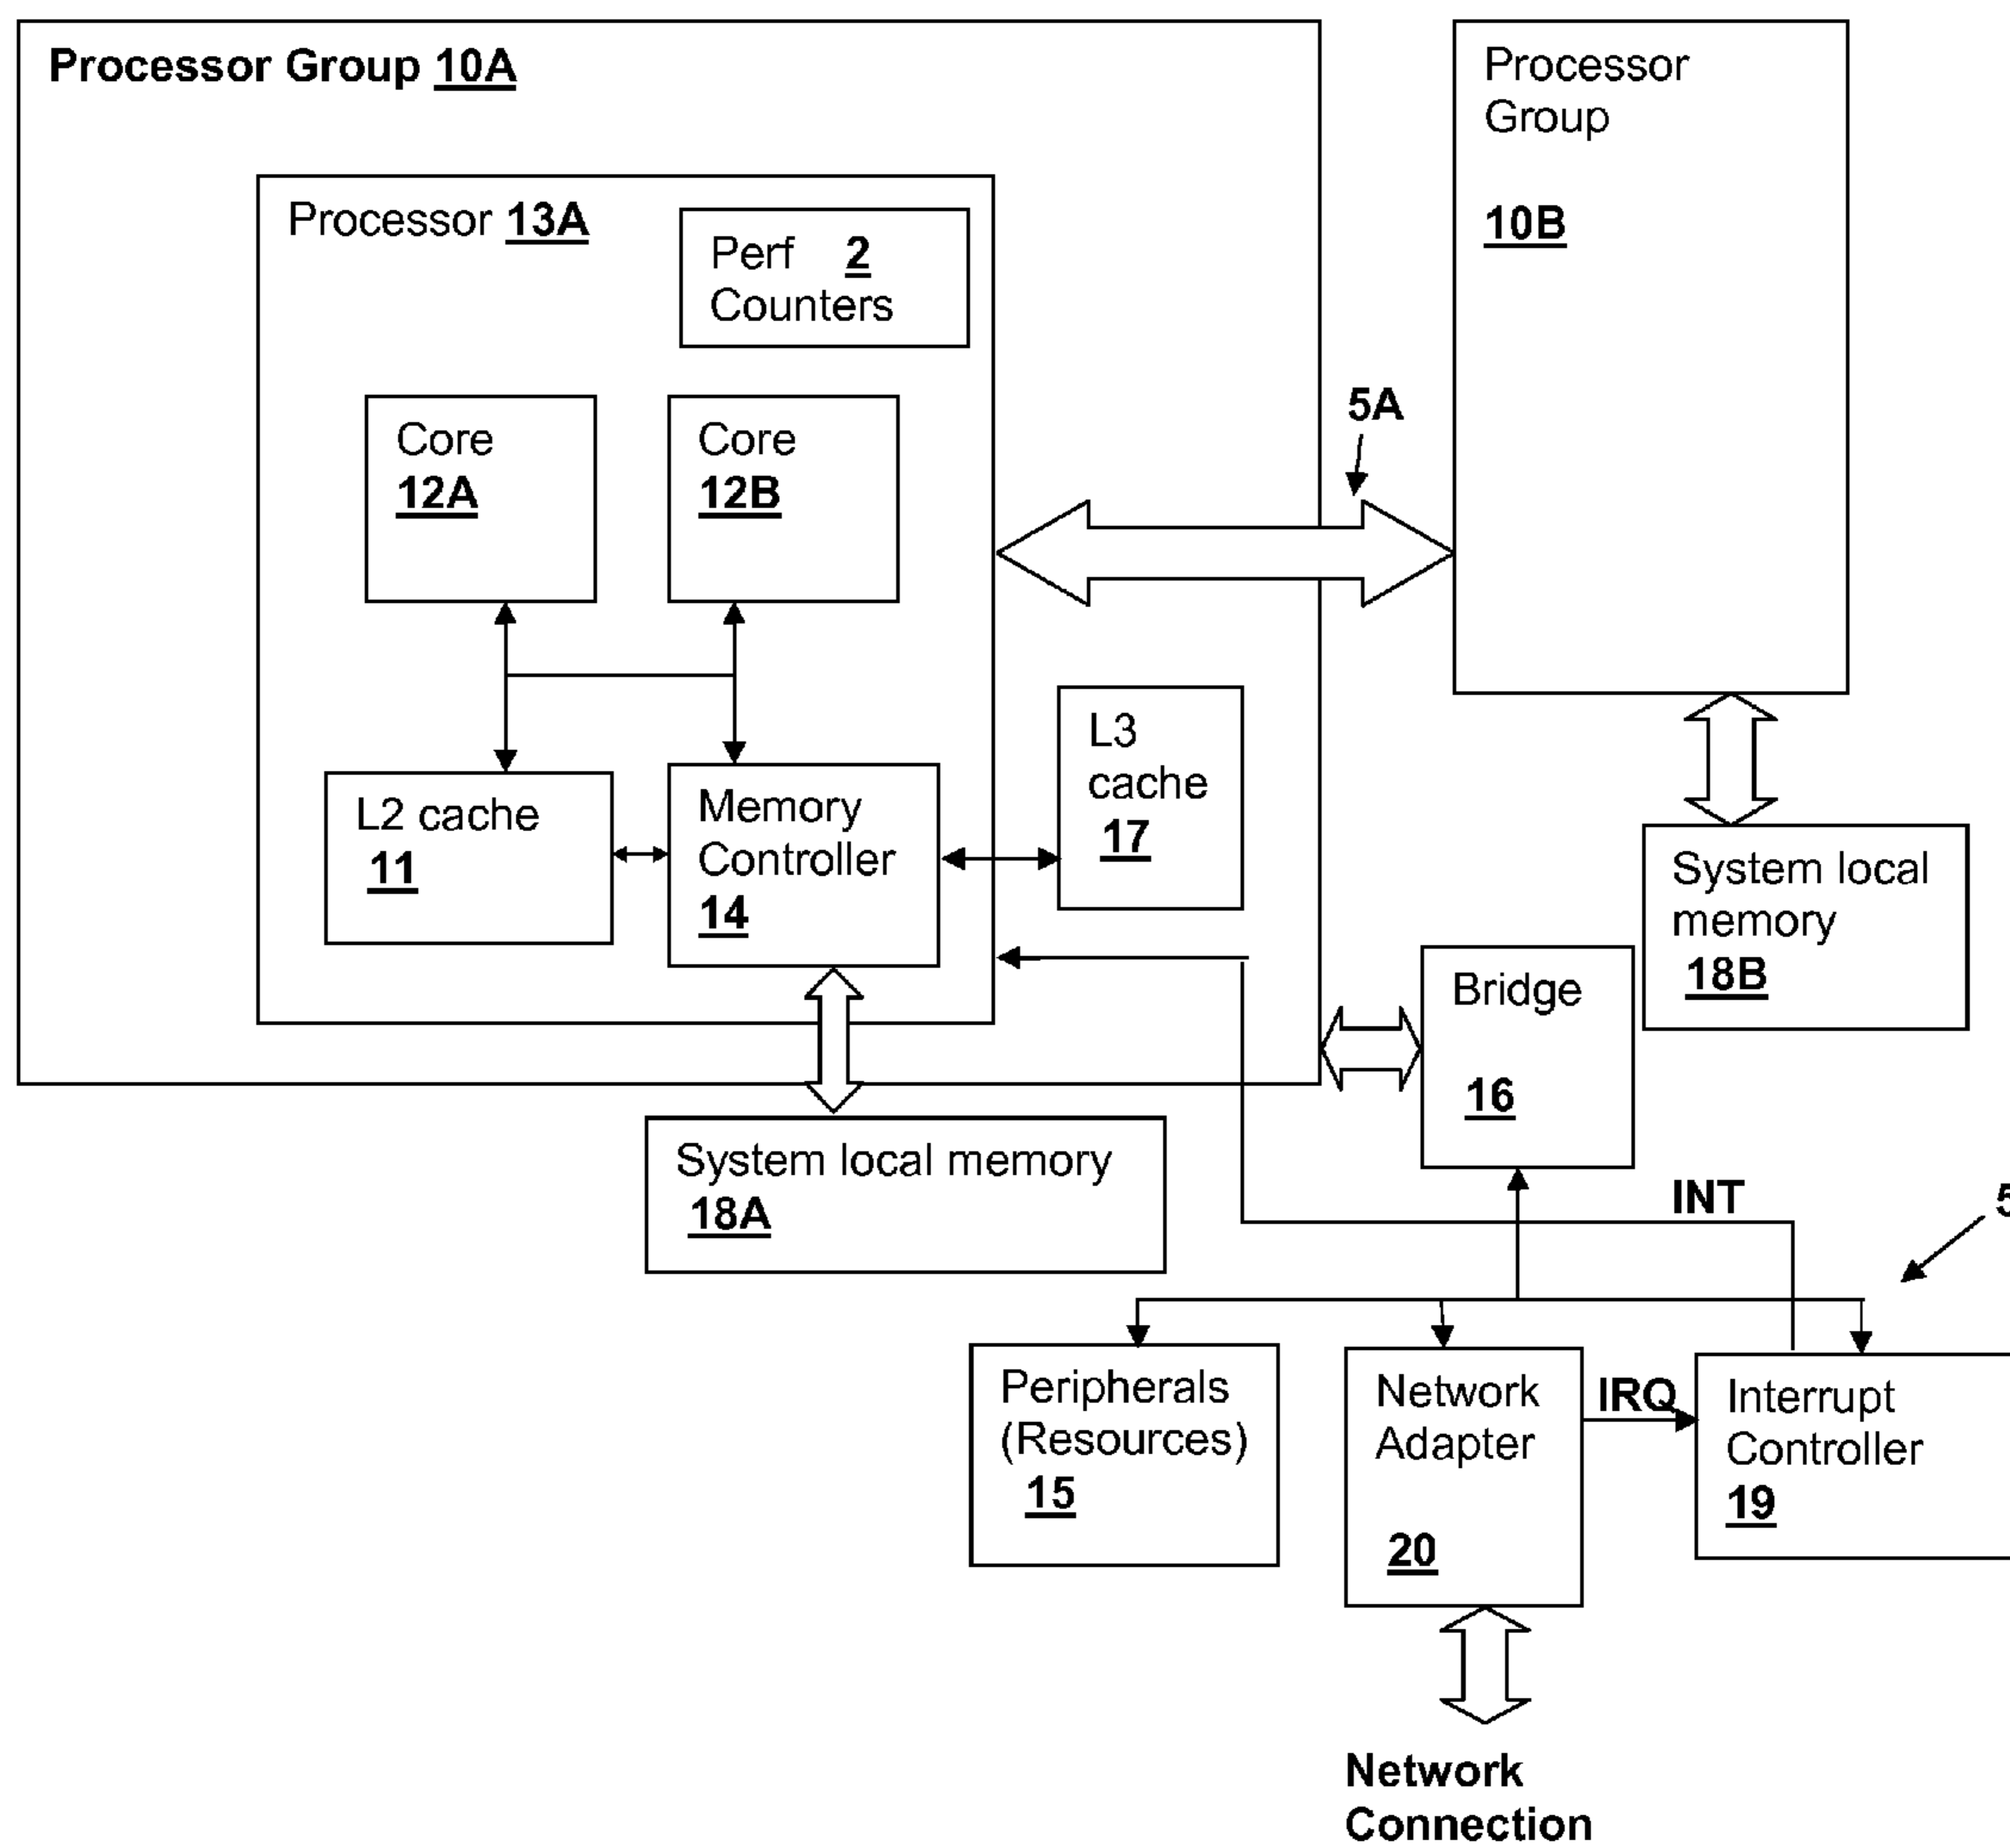 Processor Group 10A
Processor
Group
10B
Processor 13A
Perf 2
Counters
Core
12A
Core
12B
5A
L2 cache
11
Memory
Controller
14
L3
cache
17
System local
memory
18B
Bridge
16
System local memory
18A
INT
5
Peripherals
(Resources)
15
Network
Adapter
20
IRQ
Interrupt
Controller
19
Network
Connection